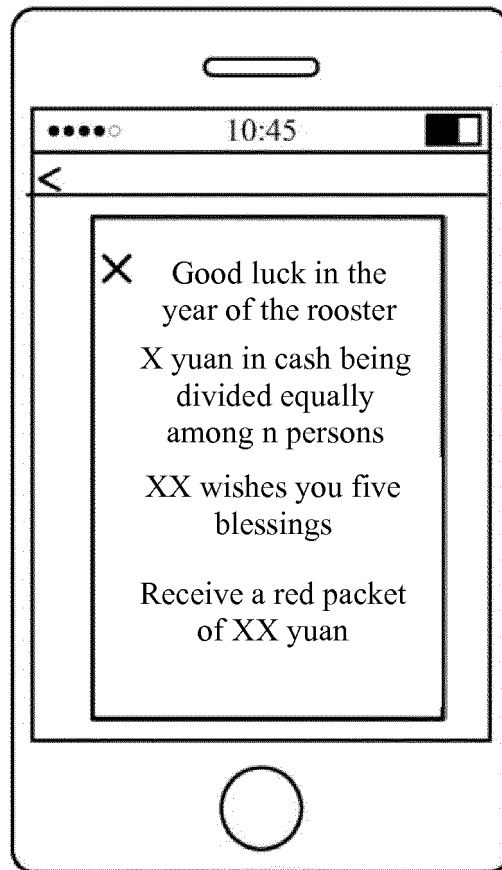 10:45
<
X Good luck in the
year of the rooster
X yuan in cash being
divided equally
among n persons
XX wishes you five
blessings
Receive a red packet
of XX yuan